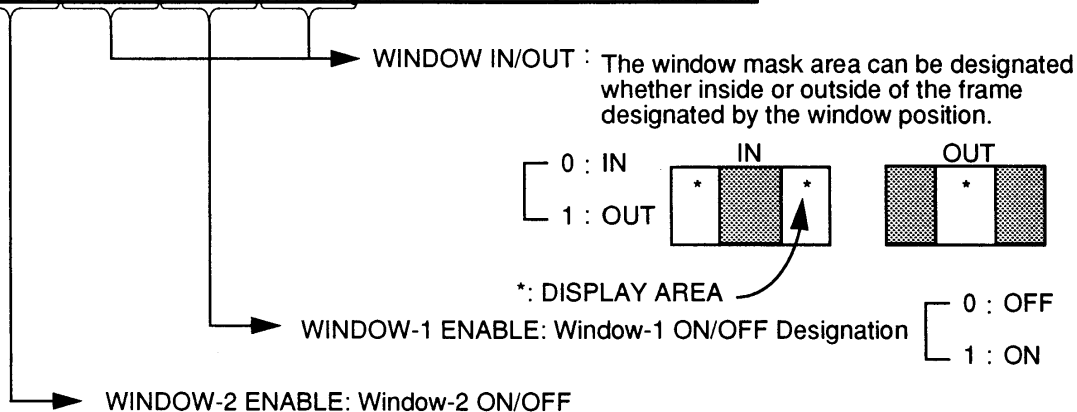 WINDOW IN/OUT : The window mask area can be designated
whether inside or outside of the frame
designated by the window position.
0 : IN
1 : OUT
IN
* *
OUT
*
*: DISPLAY AREA
WINDOW-1 ENABLE: Window-1 ON/OFF Designation
0 : OFF
1 : ON
WINDOW-2 ENABLE: Window-2 ON/OFF